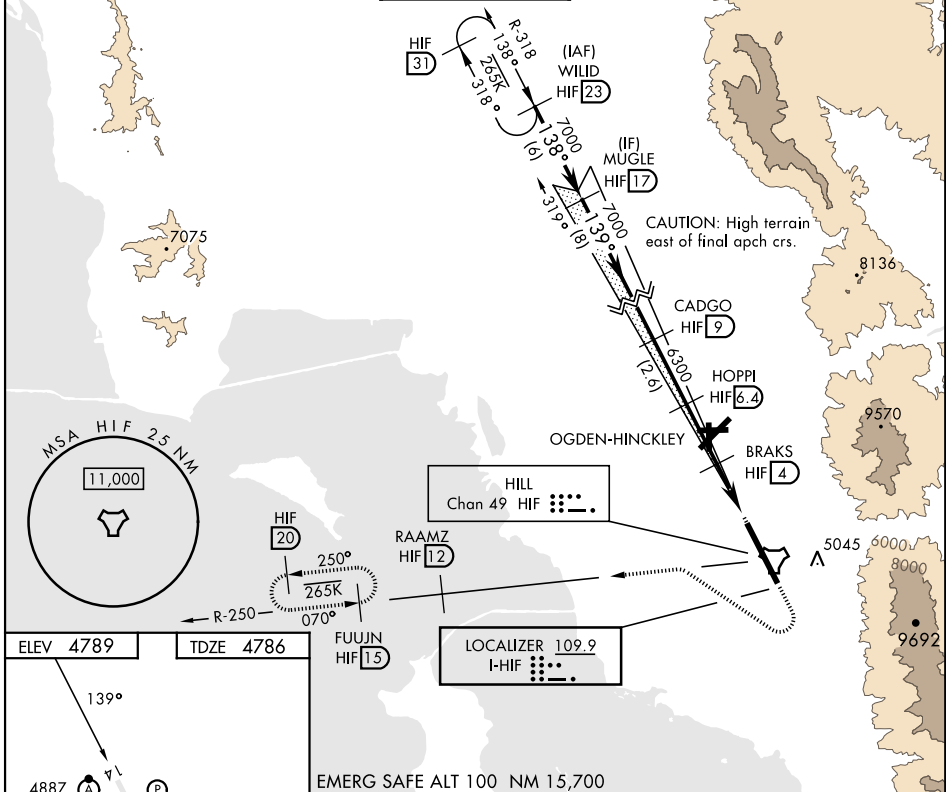 R-318
138°
265K
318°
HIF
31
(IAF)
WILID
HIF 23
7000
138°
(6)
(IF)
MUGLE
HIF 17
7000
139°
319° (8)
CAUTION: High terrain
east of final apch crs.
7075
8136
CADGO
HIF 9
6300
(2.6)
HOPPI
HIF 6.4
9570
OGDEN-HINCKLEY
BRAKS
HIF 4
MSA HIF 25 NM
11,000
HILL
Chan 49 HIF
5045
6000
8000
9692
HIF
20
250°
265K
070°
R-250
RAAMZ
HIF 12
FUUJN
HIF 15
LOCALIZER 109.9
I-HIF
ELEV 4789
TDZE 4786
139°
14
4887
A
P
EMERG SAFE ALT 100 NM 15,700